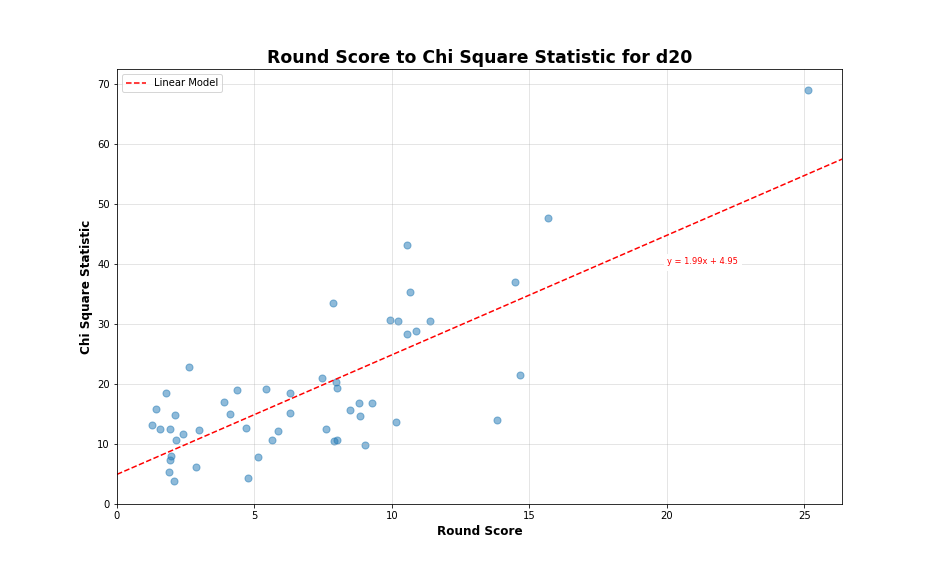 Round Score to Chi Square Statistic for d20
Linear Model
70
60
50
40
30
20
10
0
Chi Square Statistic
y = 1.99x + 4.95
0 5 10 15 20 25
Round Score